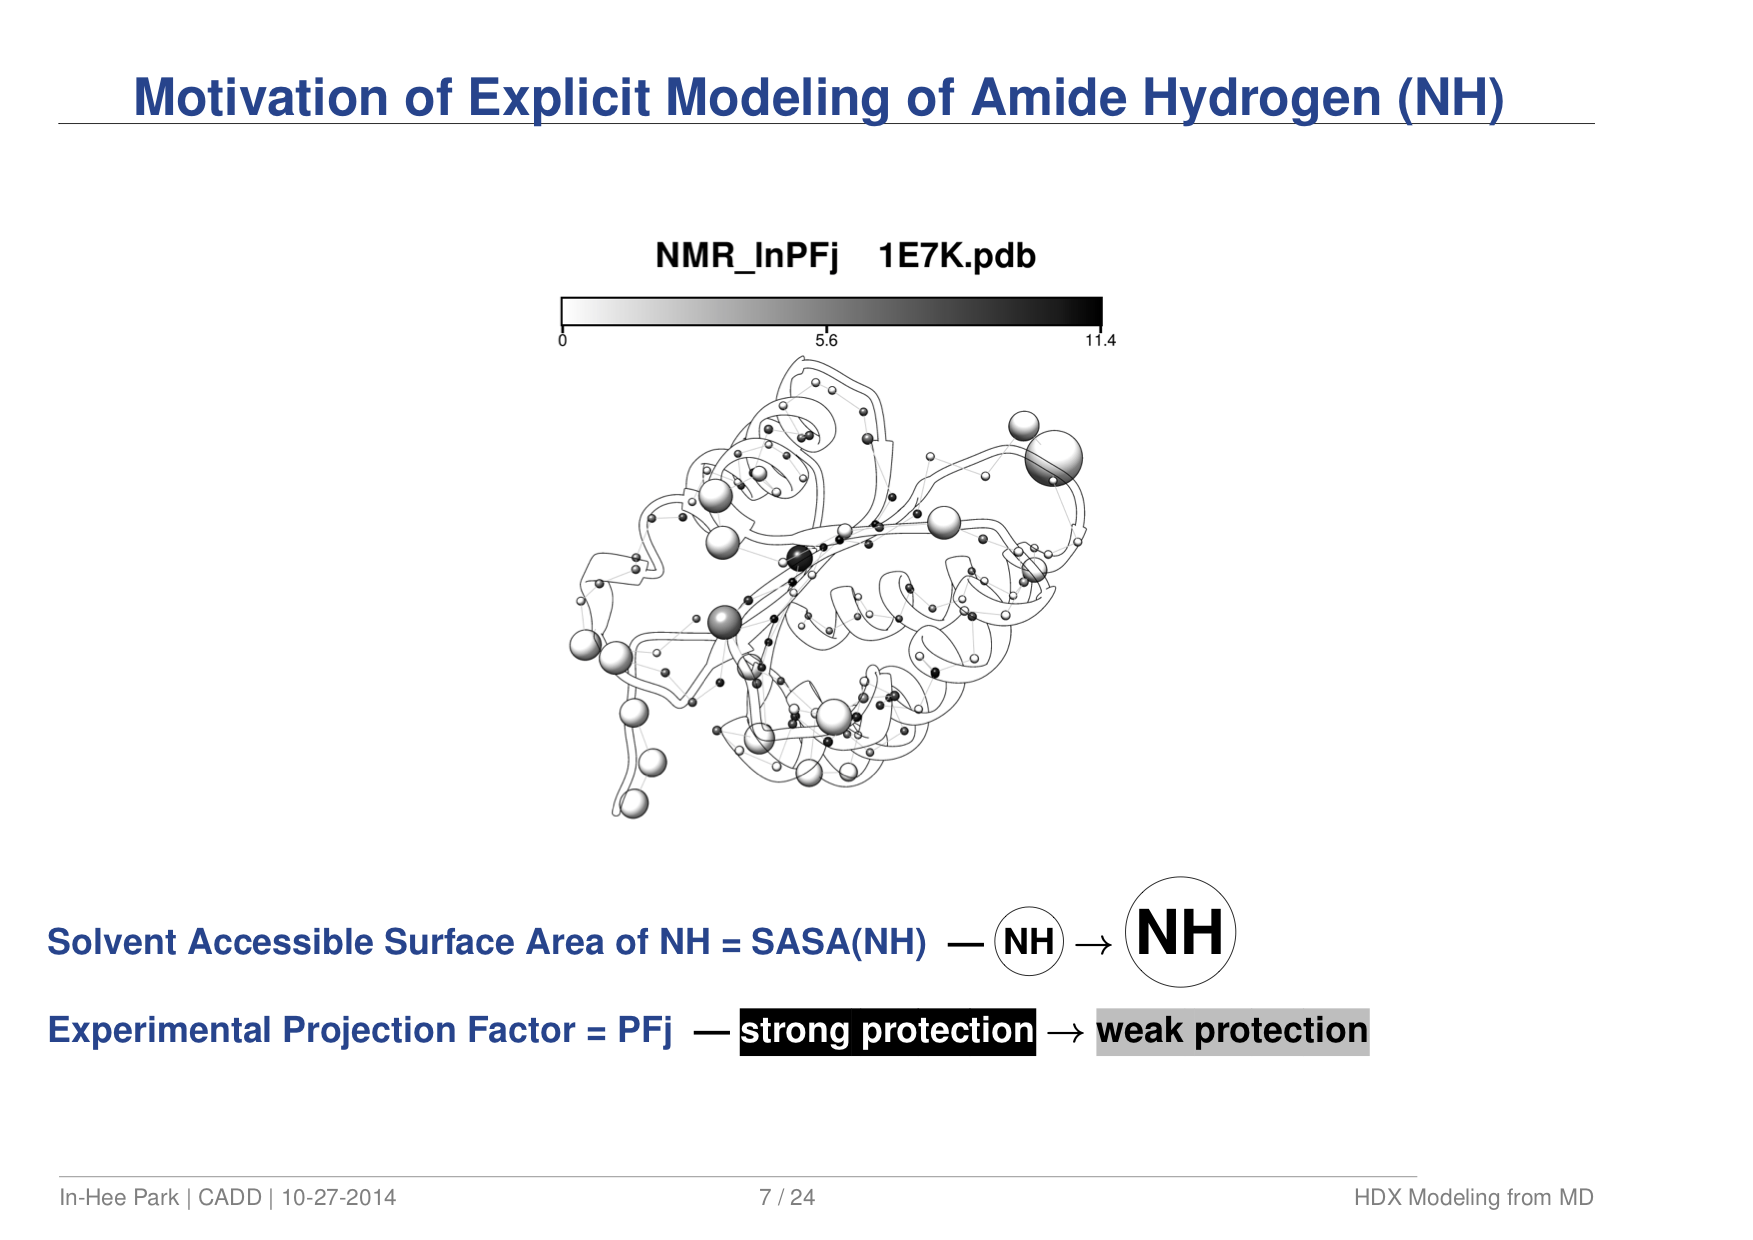 Motivation of Explicit Modeling of Amide Hydrogen (NH)
NMR_lnPFj 1E7K.pdb
0 5.6 11.4
Solvent Accessible Surface Area of NH = SASA(NH) — NH → NH
Experimental Projection Factor = PFj — strong protection → weak protection
In-Hee Park | CADD | 10-27-2014 7 / 24 HDX Modeling from MD